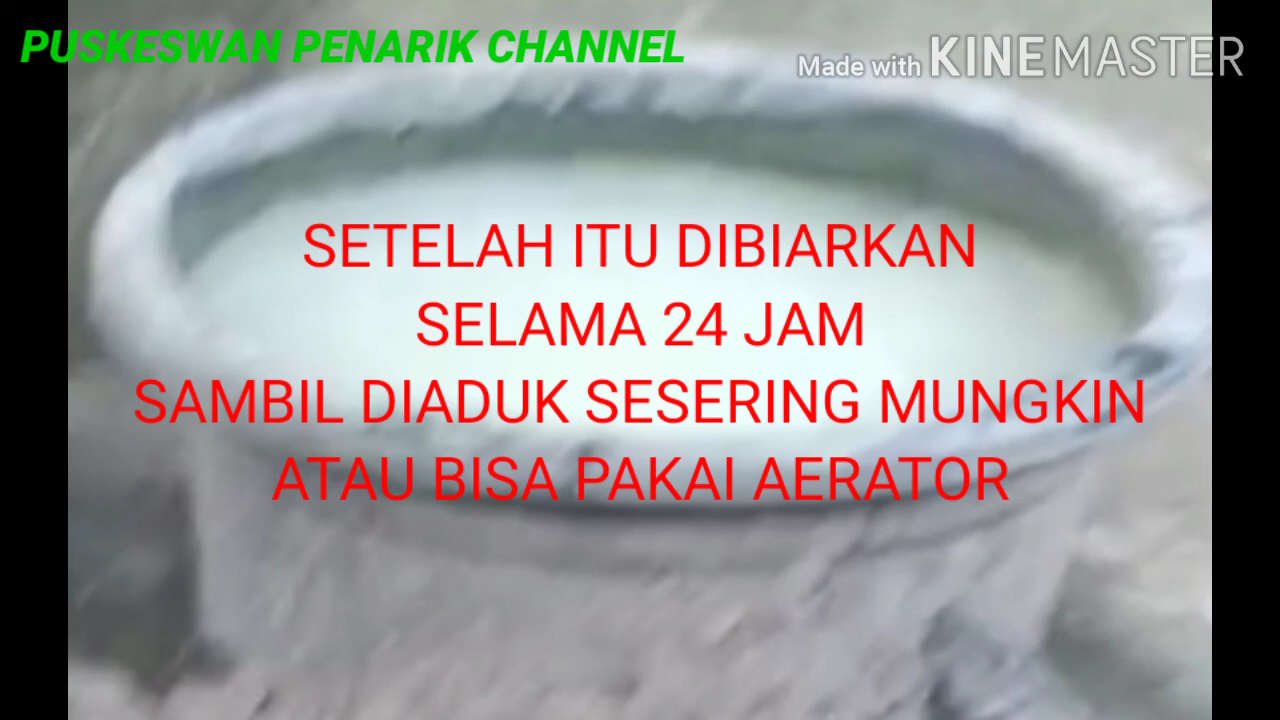 PUSKESWAN PENARIK CHANNEL
Made with KINEMASTER
SETELAH ITU DIBIARKAN
SELAMA 24 JAM
SAMBIL DIADUK SESERING MUNGKIN
ATAU BISA PAKAI AERATOR